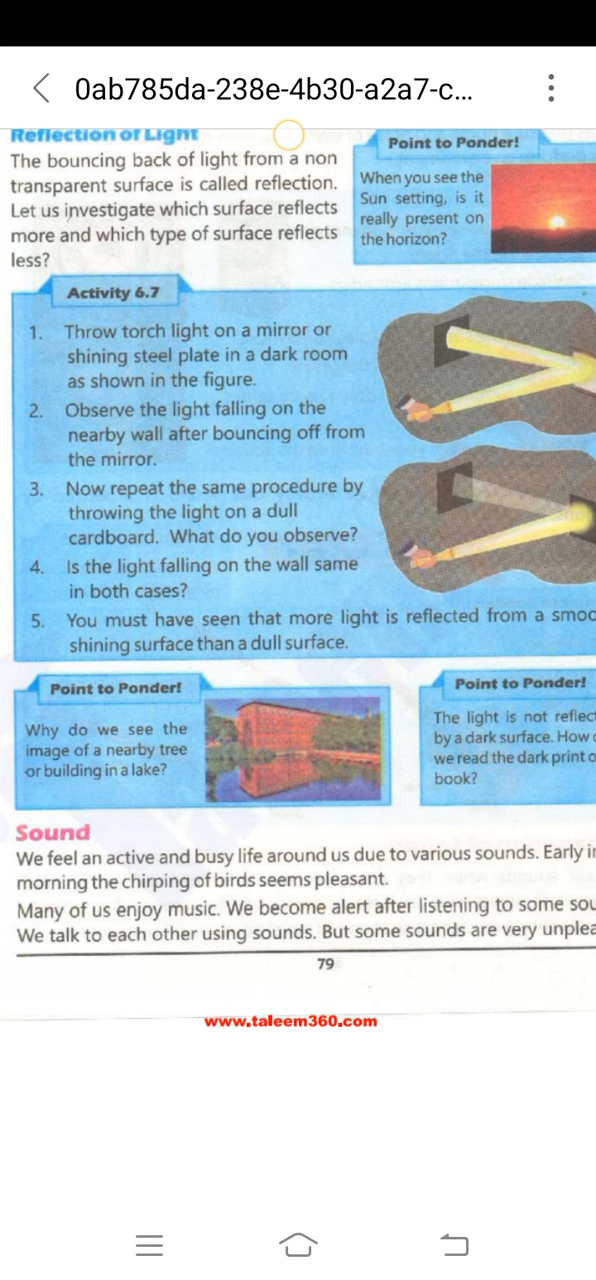 0ab785da-238e-4b30-a2a7-c...
Reflection of Light
The bouncing back of light from a non
transparent surface is called reflection.
Let us investigate which surface reflects
more and which type of surface reflects
less?
Point to Ponder!
When you see the
Sun setting, is it
really present on
the horizon?
Activity 6.7
1. Throw torch light on a mirror or
shining steel plate in a dark room
as shown in the figure.
2. Observe the light falling on the
nearby wall after bouncing off from
the mirror.
3. Now repeat the same procedure by
throwing the light on a dull
cardboard. What do you observe?
4. Is the light falling on the wall same
in both cases?
5. You must have seen that more light is reflected from a smoo
shining surface than a dull surface.
Point to Ponder!
Why do we see the
image of a nearby tree
or building in a lake?
Point to Ponder!
The light is not reflect
by a dark surface. How
we read the dark print o
book?
Sound
We feel an active and busy life around us due to various sounds. Early in
morning the chirping of birds seems pleasant.
Many of us enjoy music. We become alert after listening to some sou
We talk to each other using sounds. But some sounds are very unplea
79
www.taleem360.com